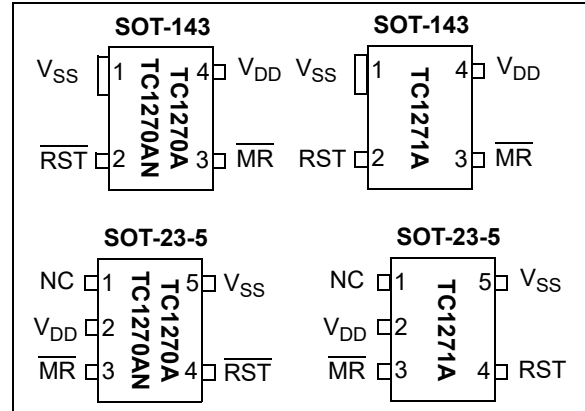 SOT-143
VSS 1 TC1270AN TC1270A 4 VDD
RST 2 3 MR
SOT-143
VSS 1 TC1271A 4 VDD
RST 2 3 MR
SOT-23-5
NC 1 TC1270AN TC1270A 5 VSS
VDD 2
MR 3 4 RST
SOT-23-5
NC 1 TC1271A 5 VSS
VDD 2
MR 3 4 RST